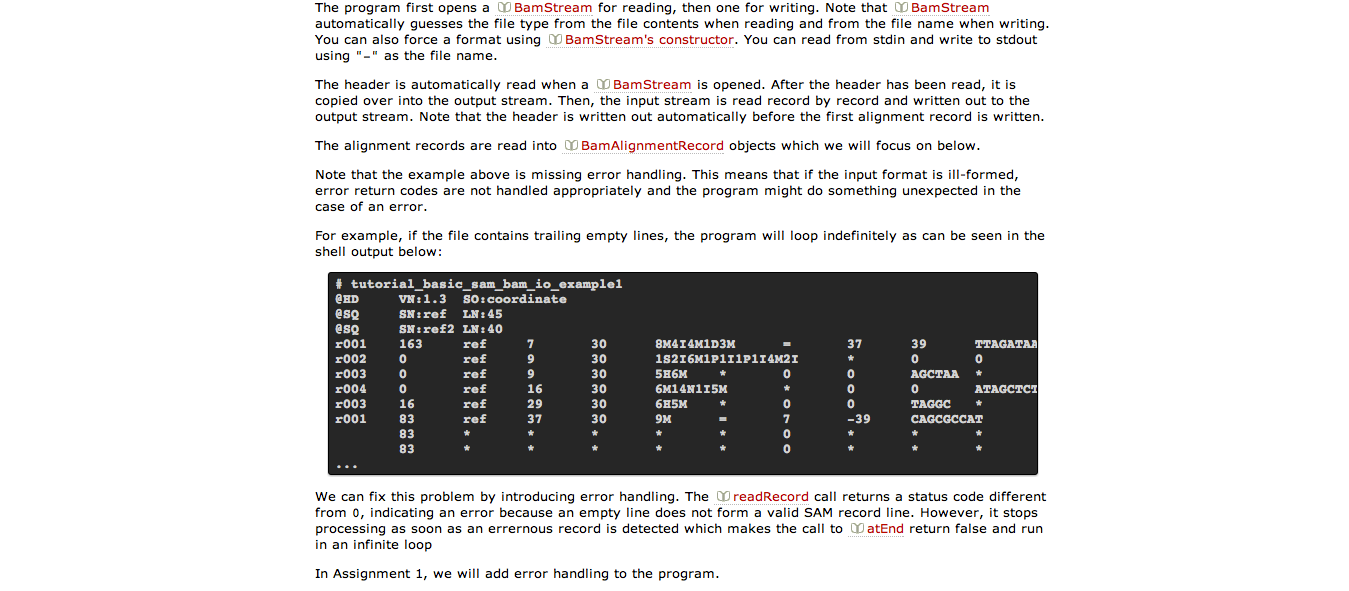 The program first opens a BamStream for reading, then one for writing. Note that BamStream
automatically guesses the file type from the file contents when reading and from the file name when writing.
You can also force a format using BamStream's constructor. You can read from stdin and write to stdout
using "-" as the file name.
The header is automatically read when a BamStream is opened. After the header has been read, it is
copied over into the output stream. Then, the input stream is read record by record and written out to the
output stream. Note that the header is written out automatically before the first alignment record is written.
The alignment records are read into BamAlignmentRecord objects which we will focus on below.
Note that the example above is missing error handling. This means that if the input format is ill-formed,
error return codes are not handled appropriately and the program might do something unexpected in the
case of an error.
For example, if the file contains trailing empty lines, the program will loop indefinitely as can be seen in the
shell output below:
# tutorial_basic_sam_bam_io_example1
@HD VN:1.3 SO:coordinate
@SQ SN:ref LN:45
@SQ SN:ref2 LN:40
r001 163 ref 7 30 8M4I4M1D3M = 37 39 TTAGATAA
r002 0 ref 9 30 1S2I6M1P1I1P1I4M2I * 0 0
r003 0 ref 9 30 5H6M * 0 0 AGCTAA *
r004 0 ref 16 30 6M14N1I5M * 0 0 ATAGCTCT
r003 16 ref 29 30 6H5M * 0 0 TAGGC *
r001 83 ref 37 30 9M = 7 -39 CAGCGCCAT
83 * * * * * 0 * * *
83 * * * * * 0 * * *
...
We can fix this problem by introducing error handling. The readRecord call returns a status code different
from 0, indicating an error because an empty line does not form a valid SAM record line. However, it stops
processing as soon as an errernous record is detected which makes the call to atEnd return false and run
in an infinite loop
In Assignment 1, we will add error handling to the program.